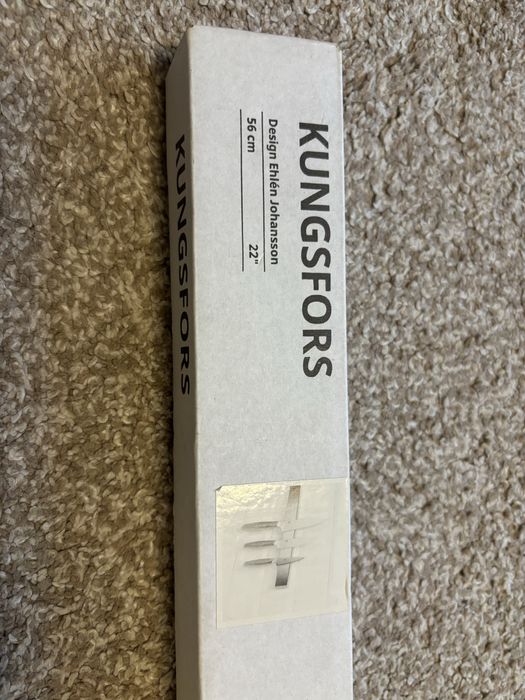 KUNGSFORS
Design Ehlén Johansson
56 cm 22"
KUNGSFORS